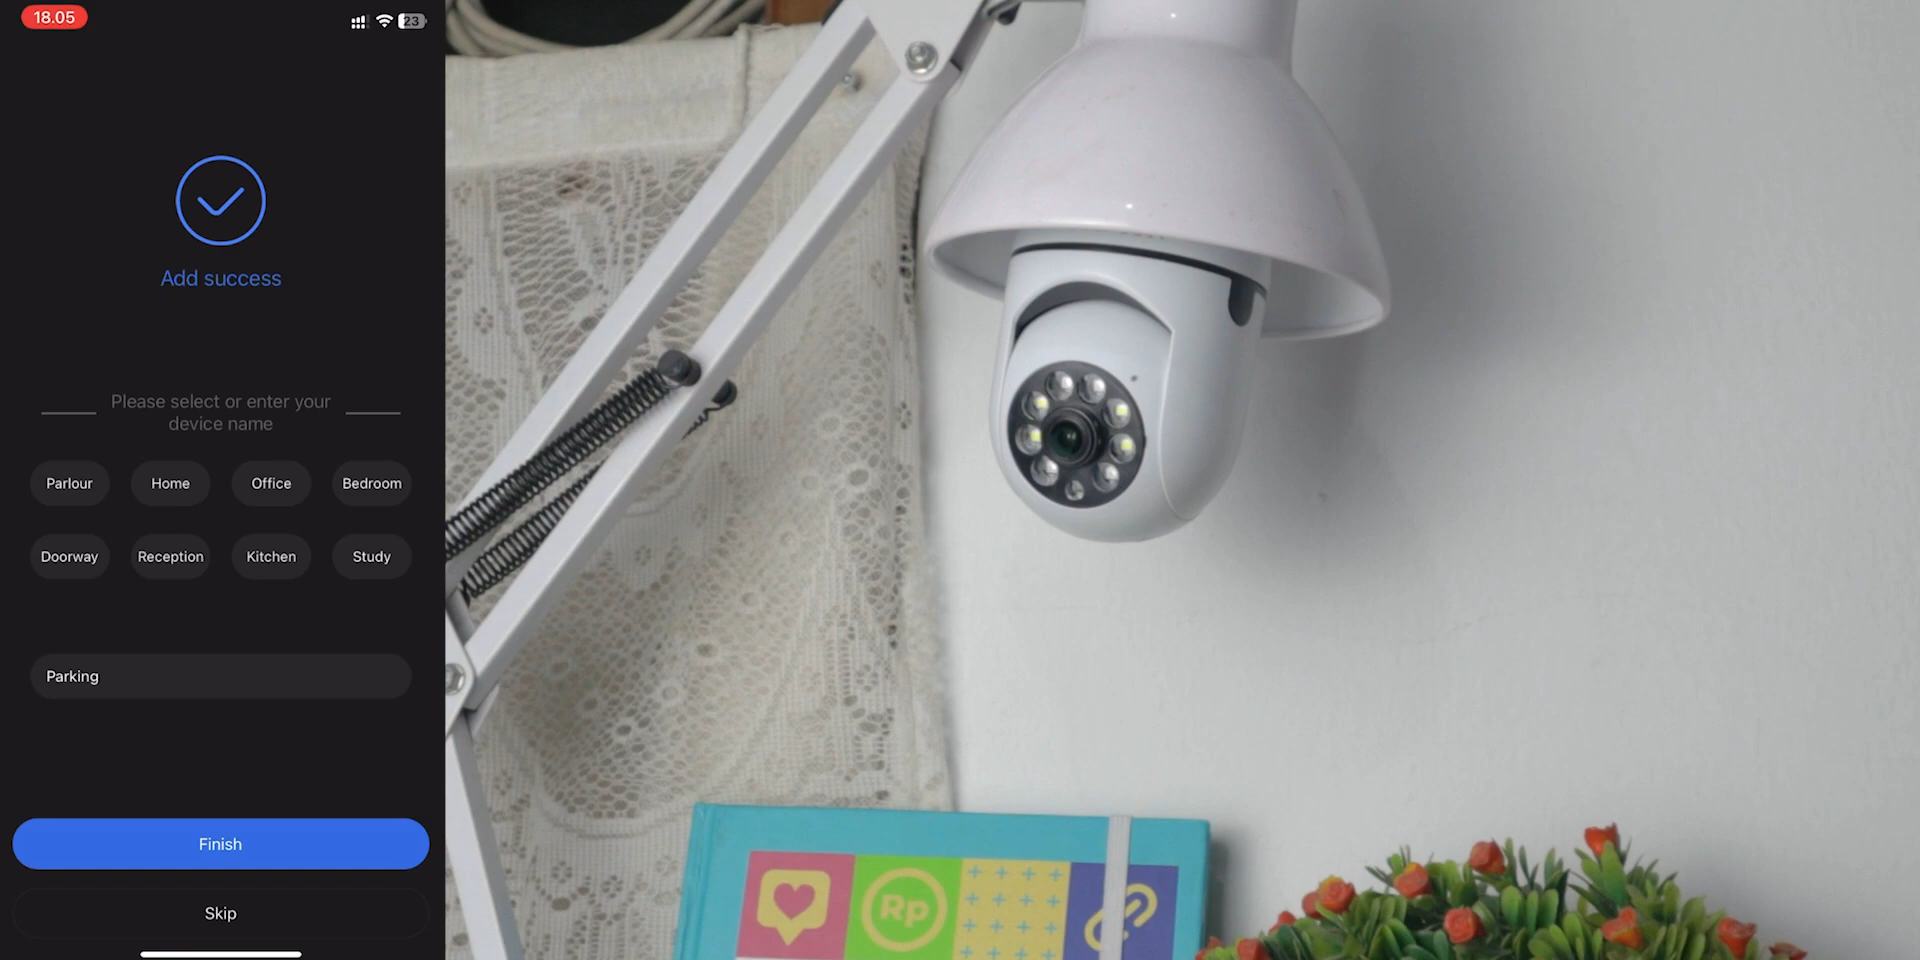 18.05
23
Add success
Please select or enter your
device name
Parlour
Home
Office
Bedroom
Doorway
Reception
Kitchen
Study
Parking
Finish
Skip
Rp